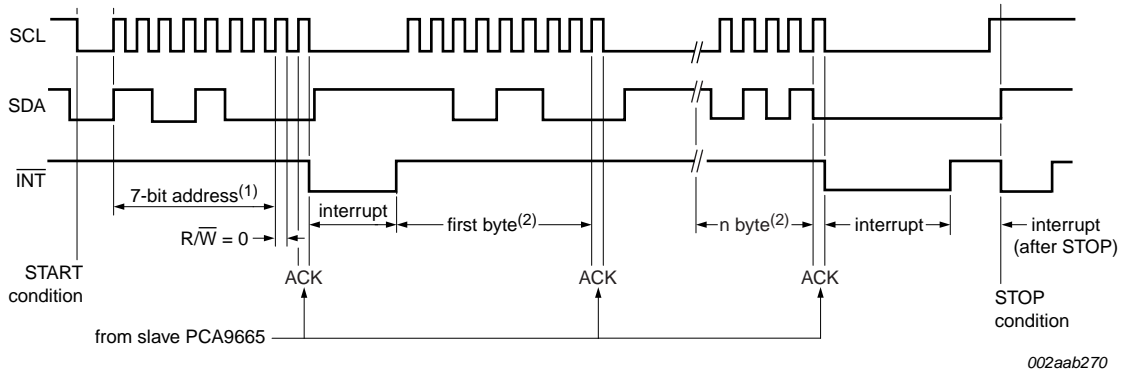 SCL
SDA
INT
7-bit address(1)
R/W = 0
interrupt
first byte(2)
n byte(2)
interrupt
interrupt
(after STOP)
START
condition
ACK
ACK
ACK
STOP
condition
from slave PCA9665
002aab270